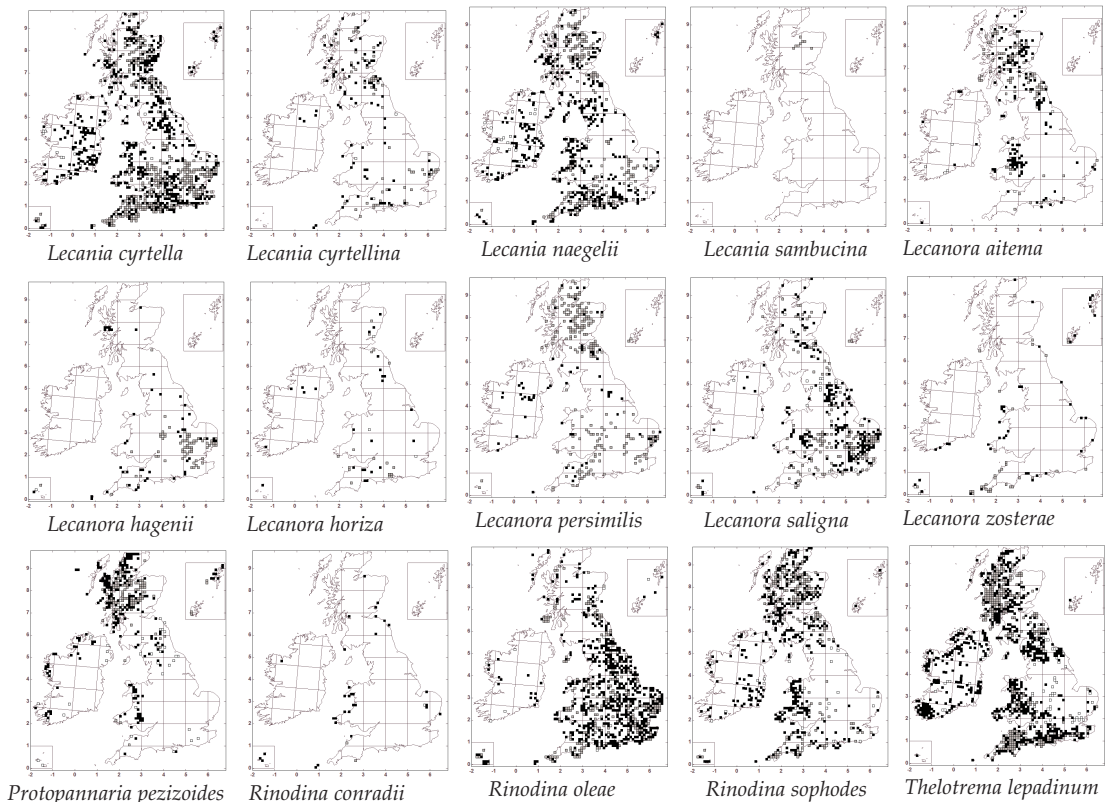 Lecania cyrtella Lecania cyrtellina Lecania naegelii Lecania sambucina Lecanora aitema
Lecanora hagenii Lecanora horiza Lecanora persimilis Lecanora saligna Lecanora zosterae
Protopannaria pezizoides Rinodina conradii Rinodina oleae Rinodina sophodes Thelotrema lepadinum